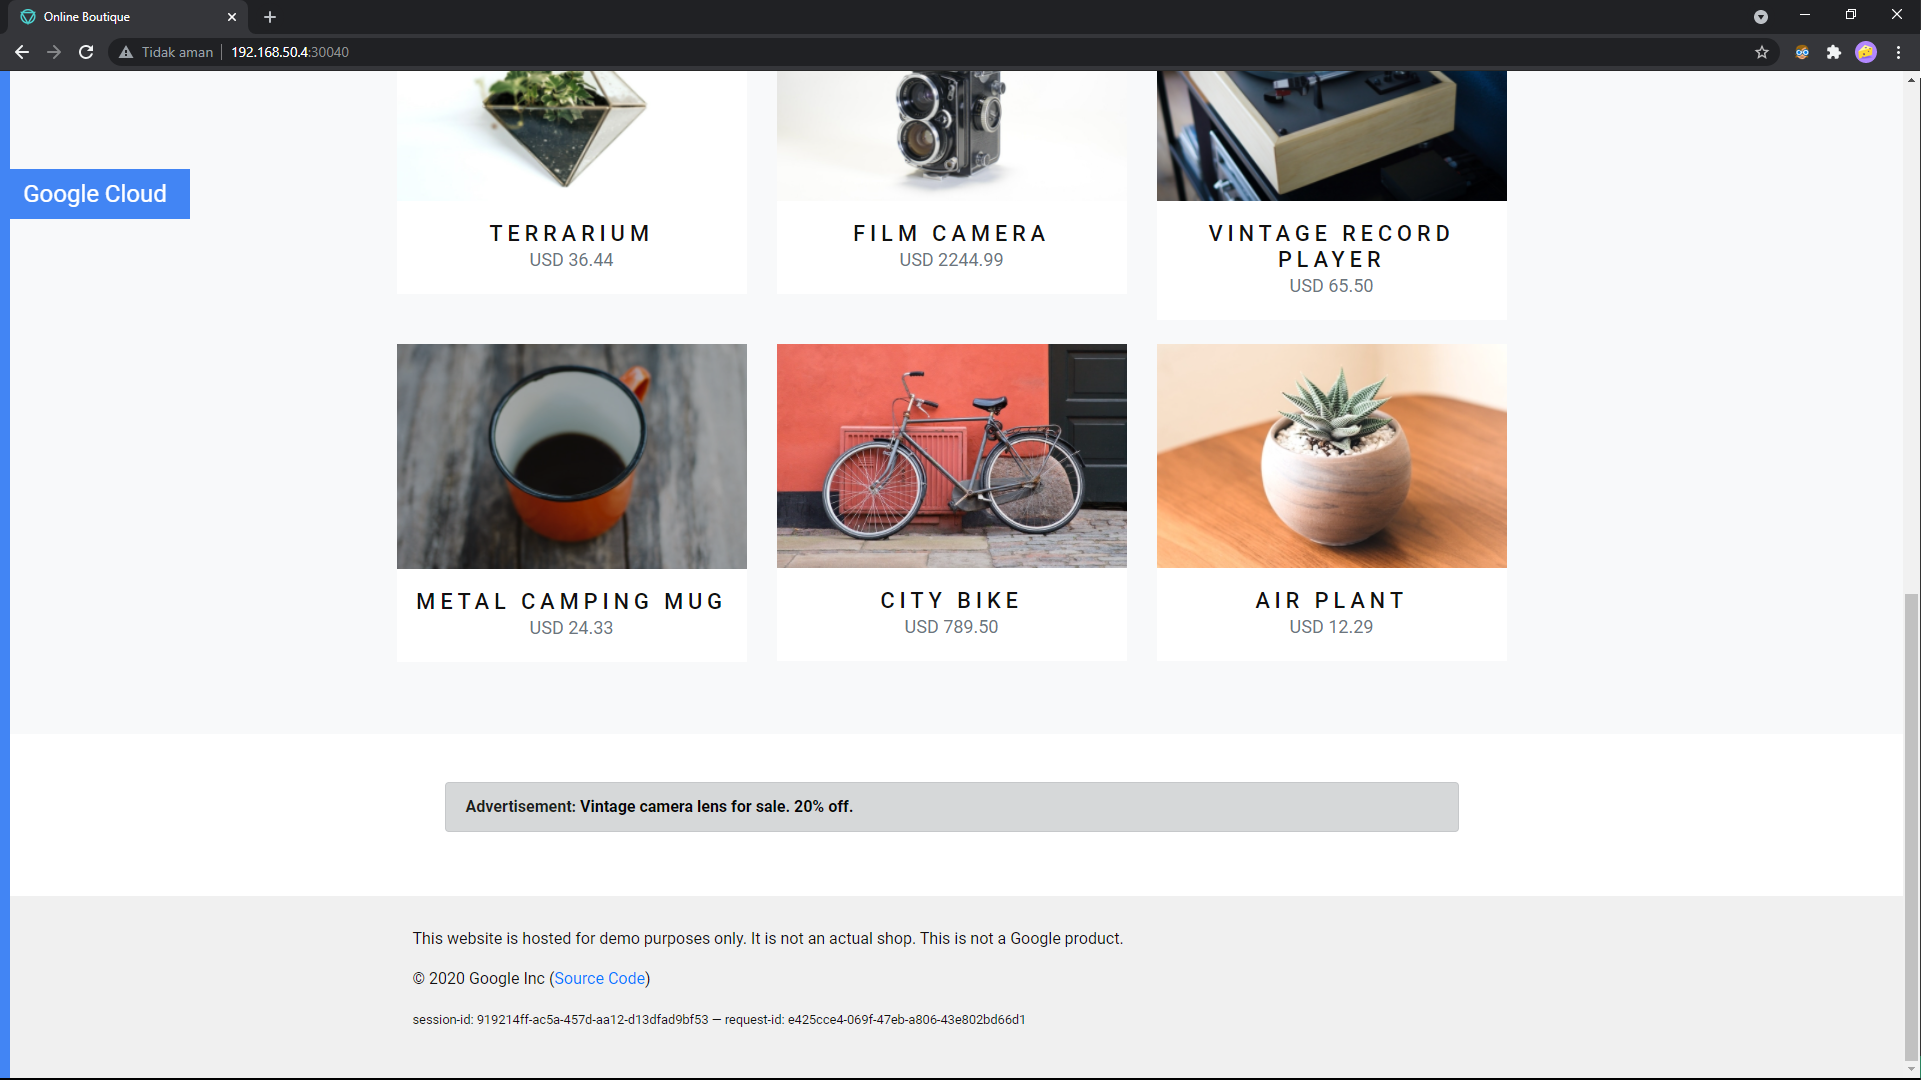 Online Boutique
Tidak aman 192.168.50.4:30040
Google Cloud
TERRARIUM
USD 36.44
FILM CAMERA
USD 2244.99
VINTAGE RECORD
PLAYER
USD 65.50
METAL CAMPING MUG
USD 24.33
CITY BIKE
USD 789.50
AIR PLANT
USD 12.29
Advertisement: Vintage camera lens for sale. 20% off.
This website is hosted for demo purposes only. It is not an actual shop. This is not a Google product.
© 2020 Google Inc (Source Code)
session-id: 919214ff-ac5a-457d-aa12-d13dfad9bf53 — request-id: e425cce4-069f-47eb-a806-43e802bd66d1